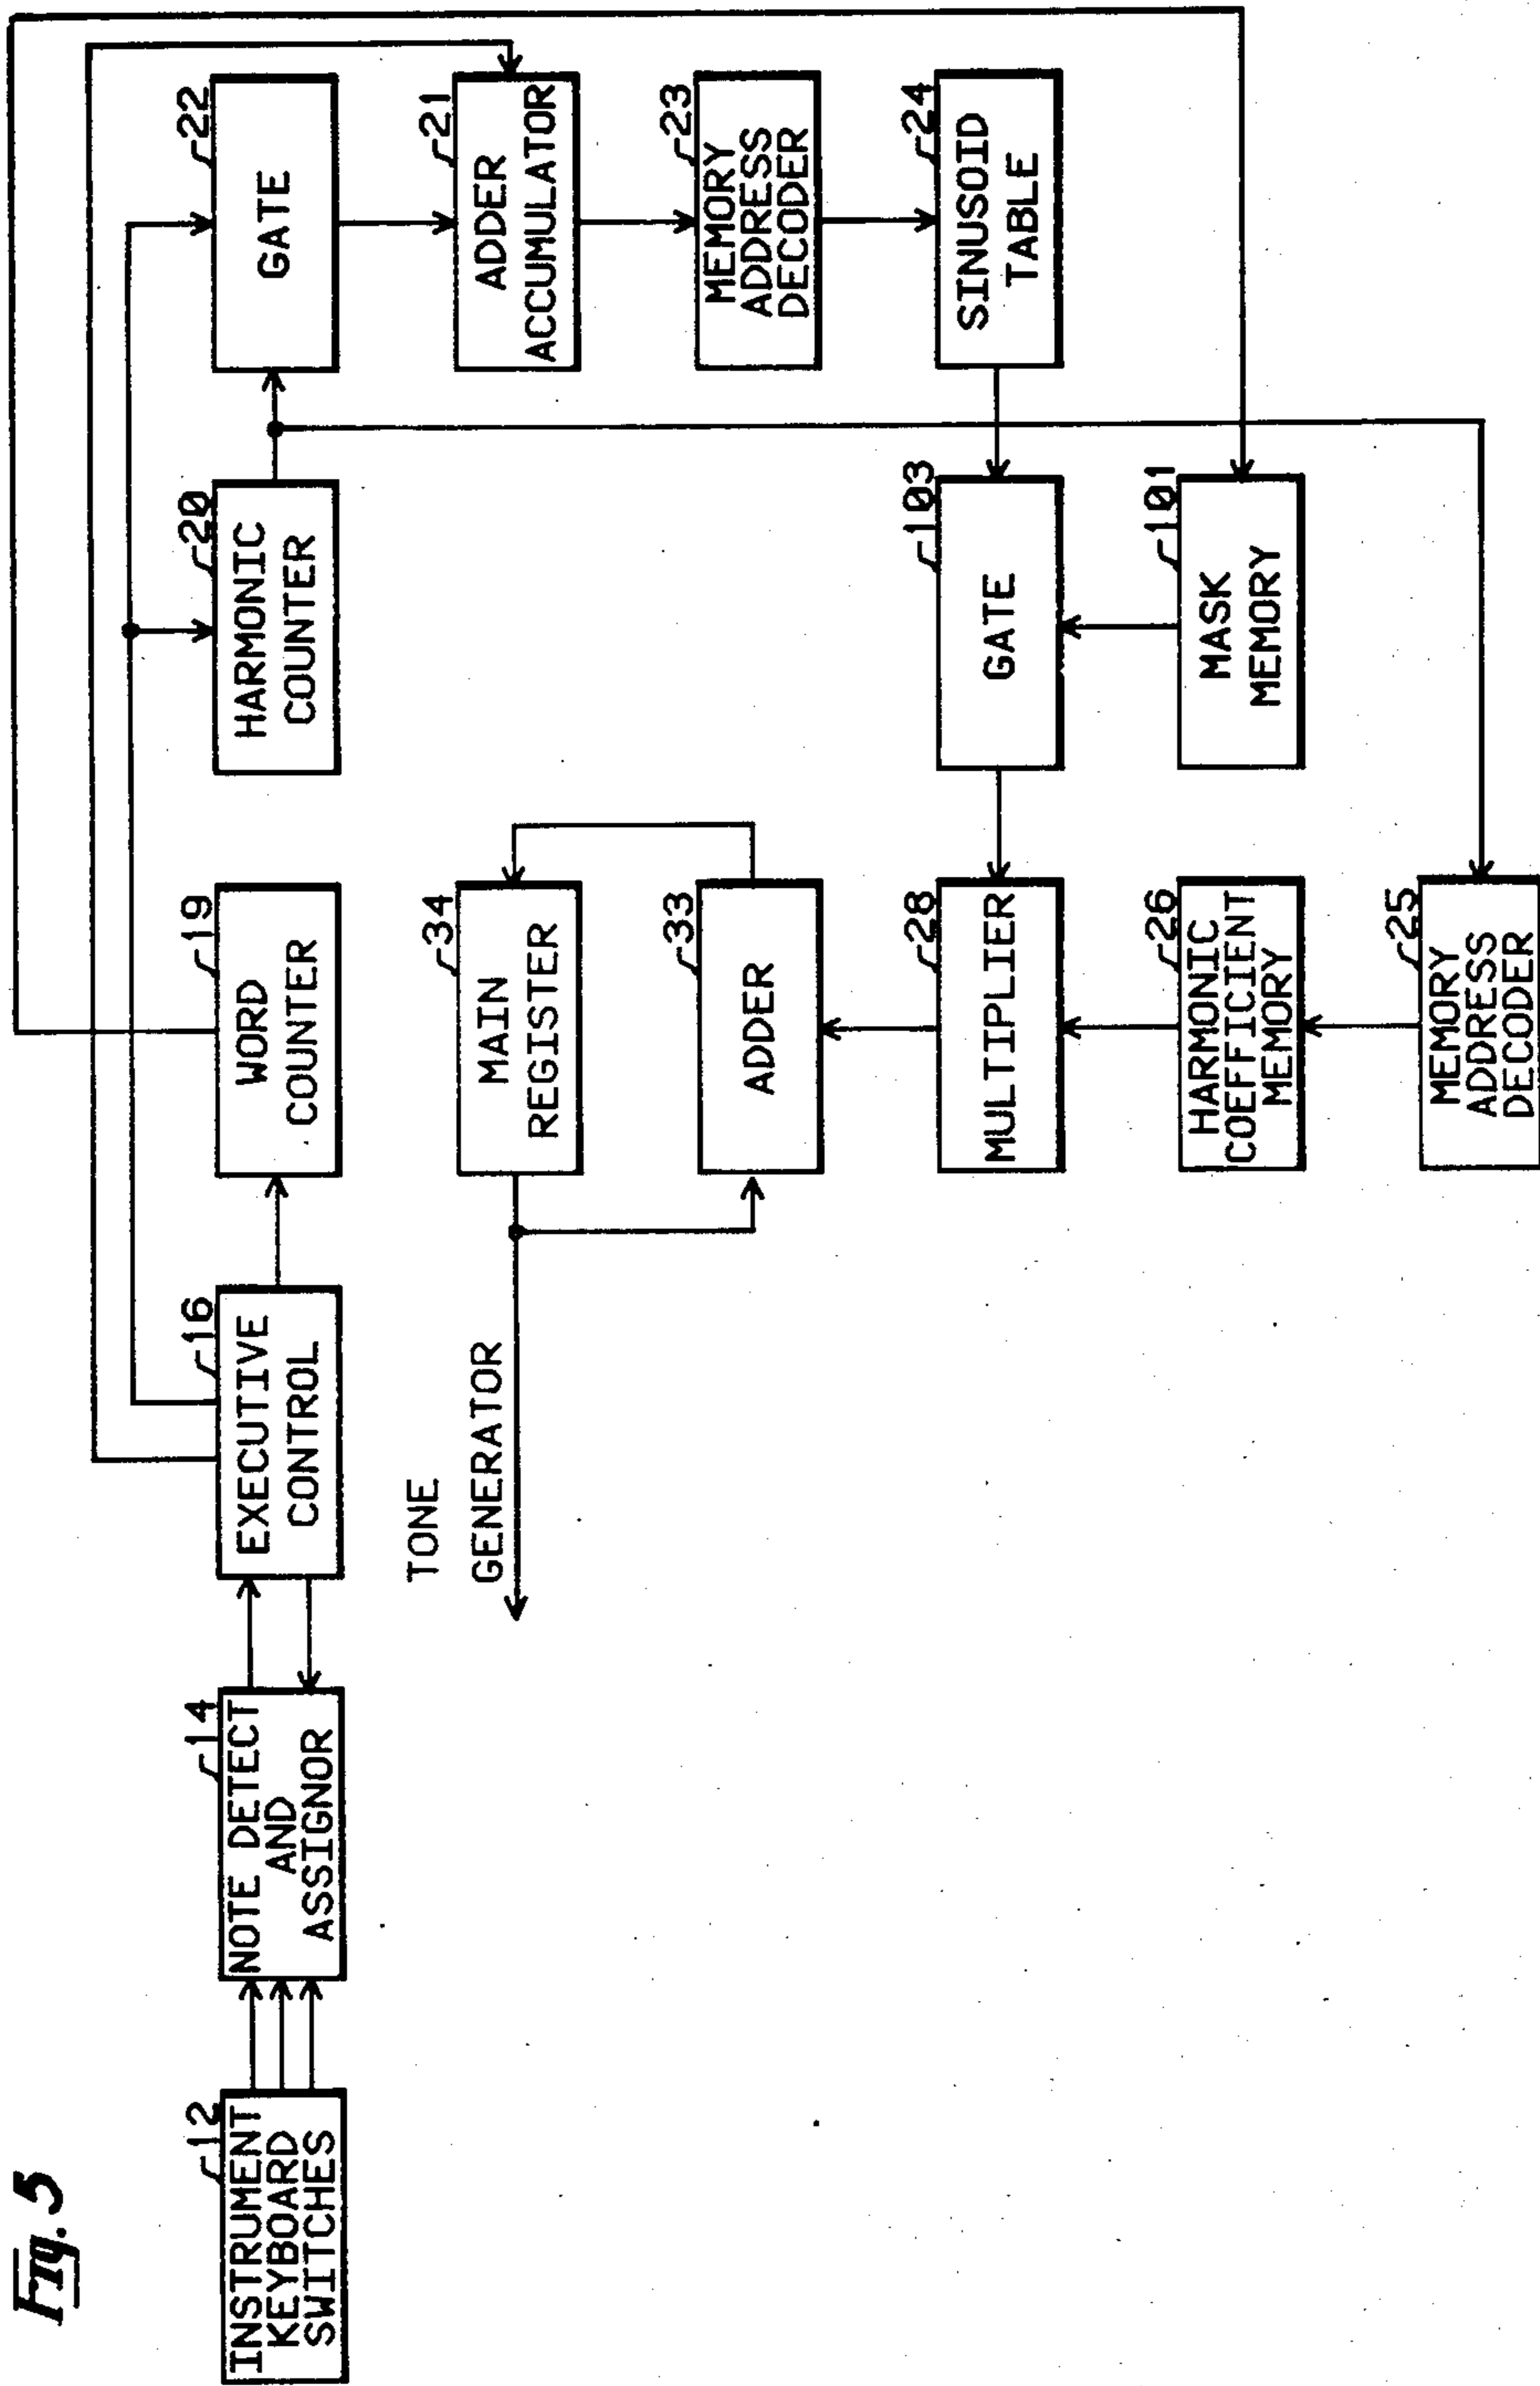 Fig. 5
12
INSTRUMENT
KEYBOARD
SWITCHES
14
NOTE DETECT
AND
ASSIGNOR
16
EXECUTIVE
CONTROL
19
WORD
COUNTER
20
HARMONIC
COUNTER
22
GATE
TONE
GENERATOR
34
MAIN
REGISTER
21
ADDER
ACCUMULATOR
33
ADDER
23
MEMORY
ADDRESS
DECODER
28
MULTIPLIER
103
GATE
24
SINUSOID
TABLE
26
HARMONIC
COEFFICIENT
MEMORY
101
MASK
MEMORY
25
MEMORY
ADDRESS
DECODER